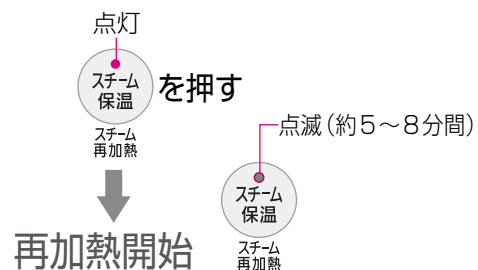 点灯
スチーム
保温
を押す
スチーム
再加熱
再加熱開始
点滅(約5～8分間)
スチーム
保温
スチーム
再加熱